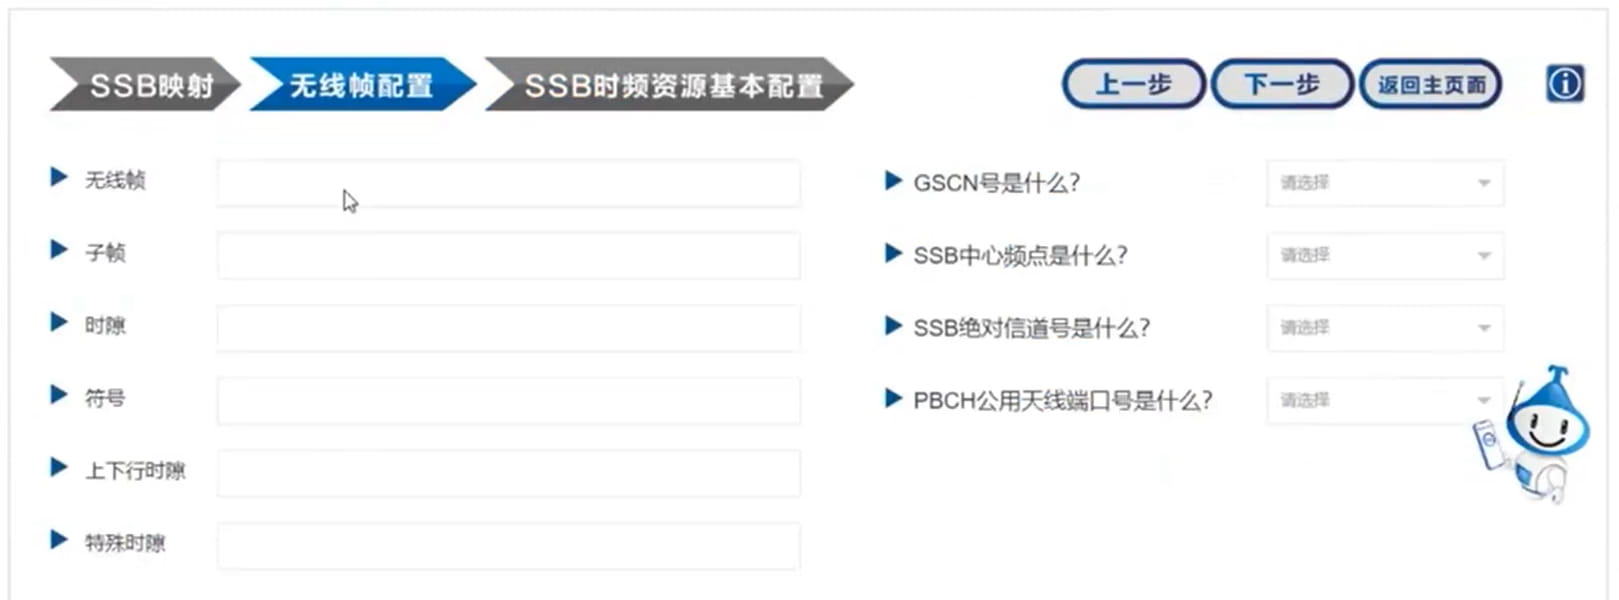 SSB映射
无线帧配置
SSB时频资源基本配置
上一步
下一步
返回主页面
无线帧
子帧
时隙
符号
上下行时隙
特殊时隙
GSCN号是什么?
请选择
SSB中心频点是什么?
请选择
SSB绝对信道号是什么?
请选择
PBCH公用天线端口号是什么?
请选择